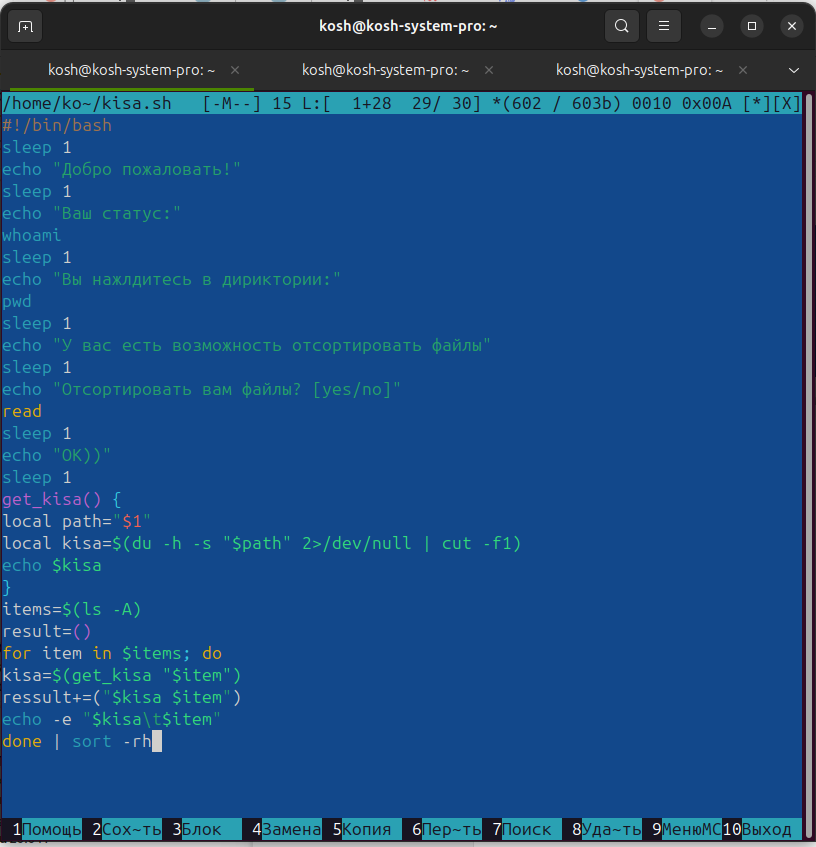 kosh@kosh-system-pro: ~
kosh@kosh-system-pro: ~ × kosh@kosh-system-pro: ~ × kosh@kosh-system-pro: ~ ×
/home/ko~/kisa.sh [-M--] 15 L:[ 1+28 29/ 30] *(602 / 603b) 0010 0x00A [*][X]
#!/bin/bash
sleep 1
echo "Добро пожаловать!"
sleep 1
echo "Ваш статус:"
whoami
sleep 1
echo "Вы нажлдитесь в дириктории:"
pwd
sleep 1
echo "У вас есть возможность отсортировать файлы"
sleep 1
echo "Отсортировать вам файлы? [yes/no]"
read
sleep 1
echo "OK))"
sleep 1
get_kisa() {
local path="$1"
local kisa=$(du -h -s "$path" 2>/dev/null | cut -f1)
echo $kisa
}
items=$(ls -A)
result=()
for item in $items; do
kisa=$(get_kisa "$item")
ressult+=("$kisa $item")
echo -e "$kisa\t$item"
done | sort -rh
1Помощь 2Сох~ть 3Блок 4Замена 5Копия 6Пер~ть 7Поиск 8Уда~ть 9МенюMC 10Выход